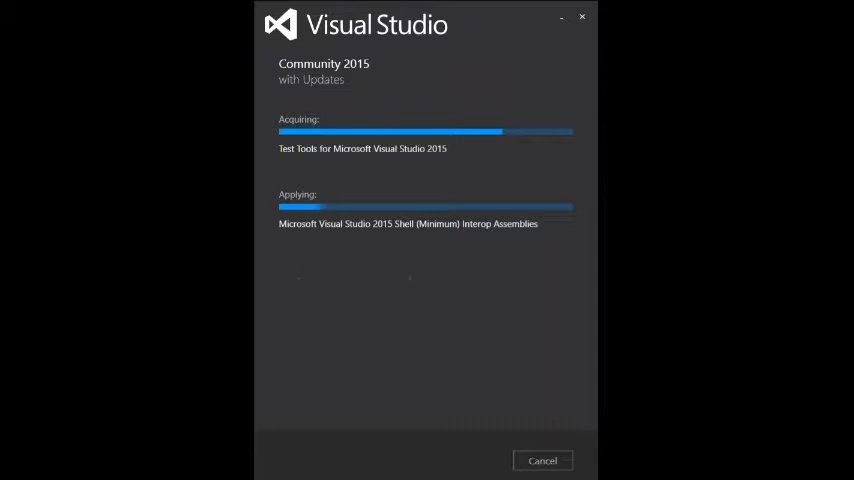 Visual Studio
Community 2015
with Updates
Acquiring:
Test Tools for Microsoft Visual Studio 2015
Applying:
Microsoft Visual Studio 2015 Shell (Minimum) Interop Assemblies
Cancel